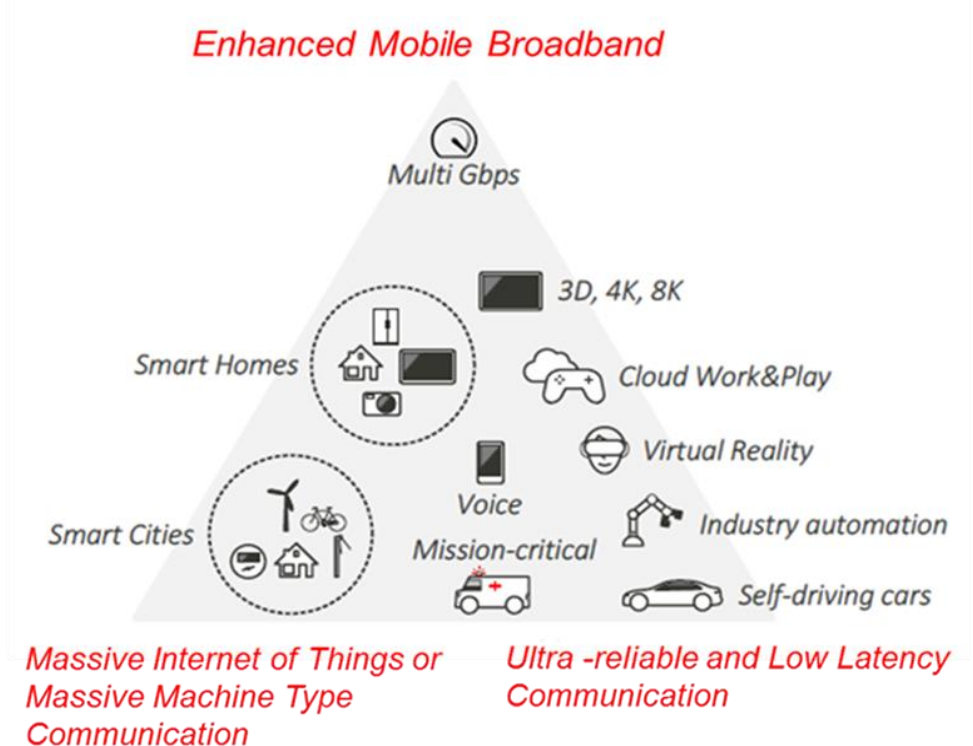 Enhanced Mobile Broadband
Multi Gbps
3D, 4K, 8K
Smart Homes
Cloud Work&Play
Virtual Reality
Voice
Smart Cities
Industry automation
Mission-critical
Self-driving cars
Massive Internet of Things or
Massive Machine Type
Communication
Ultra -reliable and Low Latency
Communication